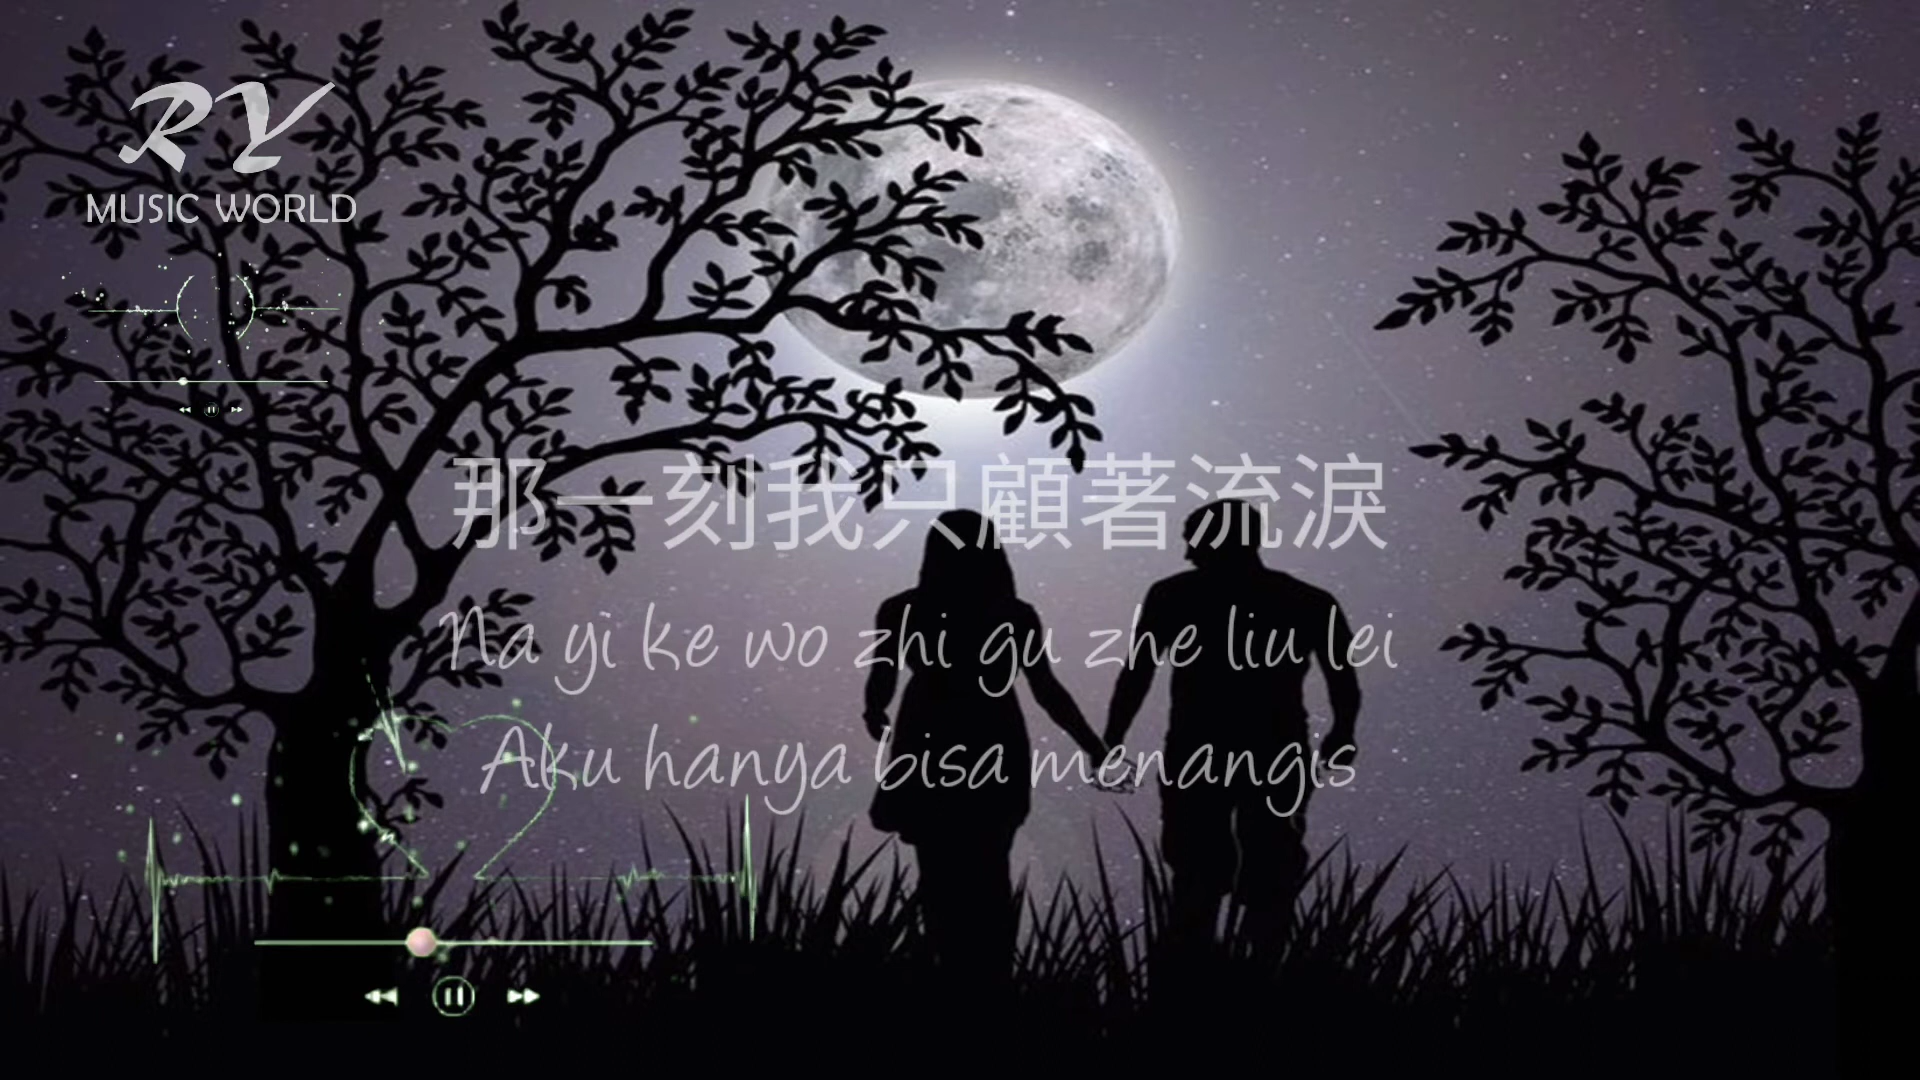 RY
MUSIC WORLD
那一刻我只顧著流淚
Na yi ke wo zhi gu zhe liu lei
Aku hanya bisa menangis